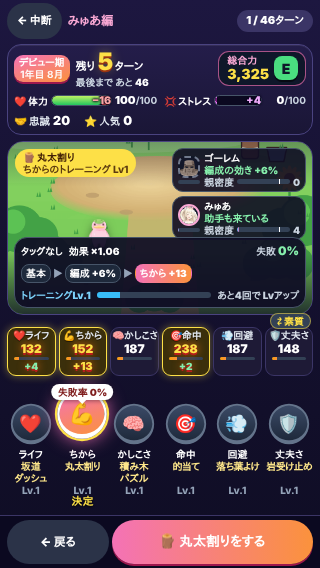 ← 中断
みゅあ編
1 / 46ターン
デビュー期
1年目 8月
残り5ターン
最後まで あと 46
総合力
3,325
E
体力
-16
100/100
ストレス
+4
0/100
忠誠 20
人気 0
丸太割り
ちからのトレーニング Lv1
ゴーレム
編成の効き +6%
親密度
0
みゅあ
助手も来ている
親密度
4
タッグなし 効果 ×1.06
失敗 0%
基本 ▶ 編成 +6% ▶ ちから +13
トレーニングLv.1
あと4回で Lvアップ
素質
ライフ
132
+4
ちから
152
+13
かしこさ
187
命中
238
+2
回避
187
丈夫さ
148
失敗率 0%
ライフ
坂道
ダッシュ
Lv.1
ちから
丸太割り
Lv.1
決定
かしこさ
積み木
パズル
Lv.1
命中
的当て
Lv.1
回避
落ち葉よけ
Lv.1
丈夫さ
岩受け止め
Lv.1
← 戻る
丸太割りをする